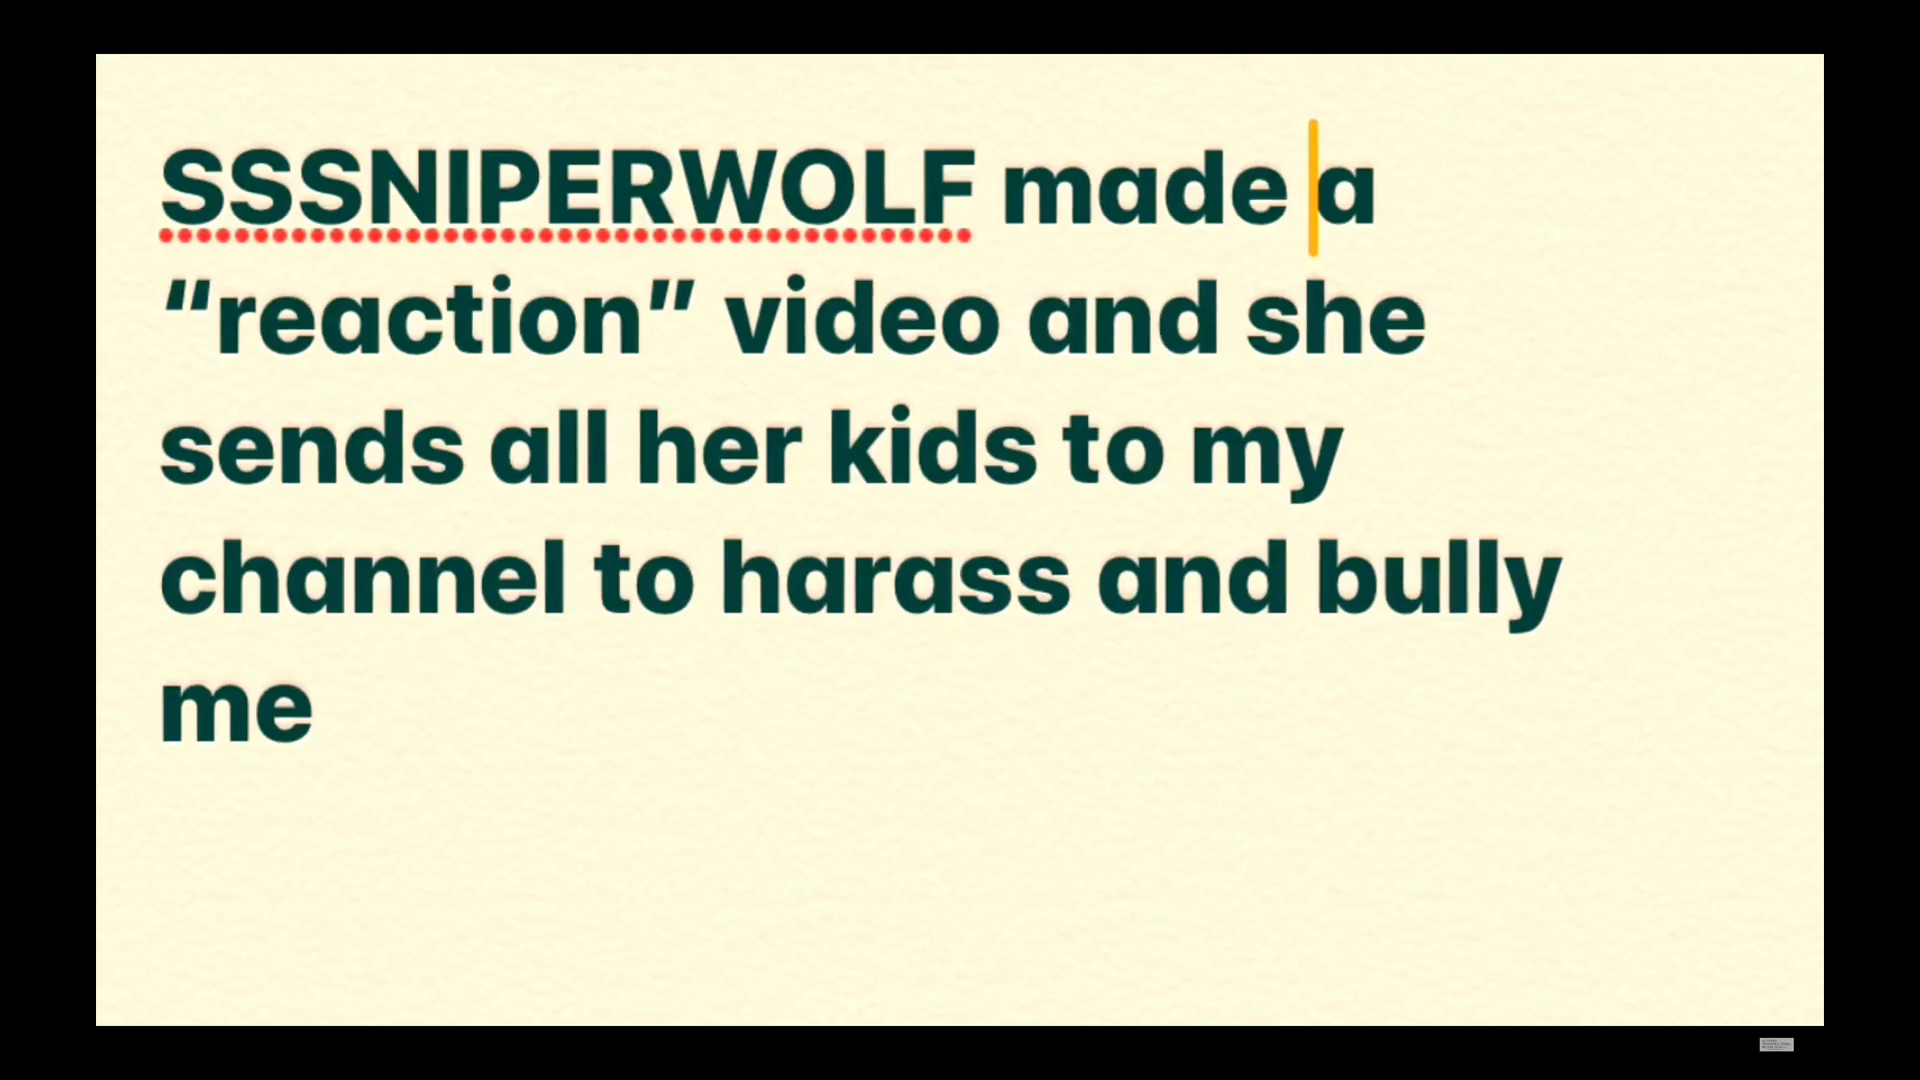 SSSNIPERWOLF made a
“reaction” video and she
sends all her kids to my
channel to harass and bully
me